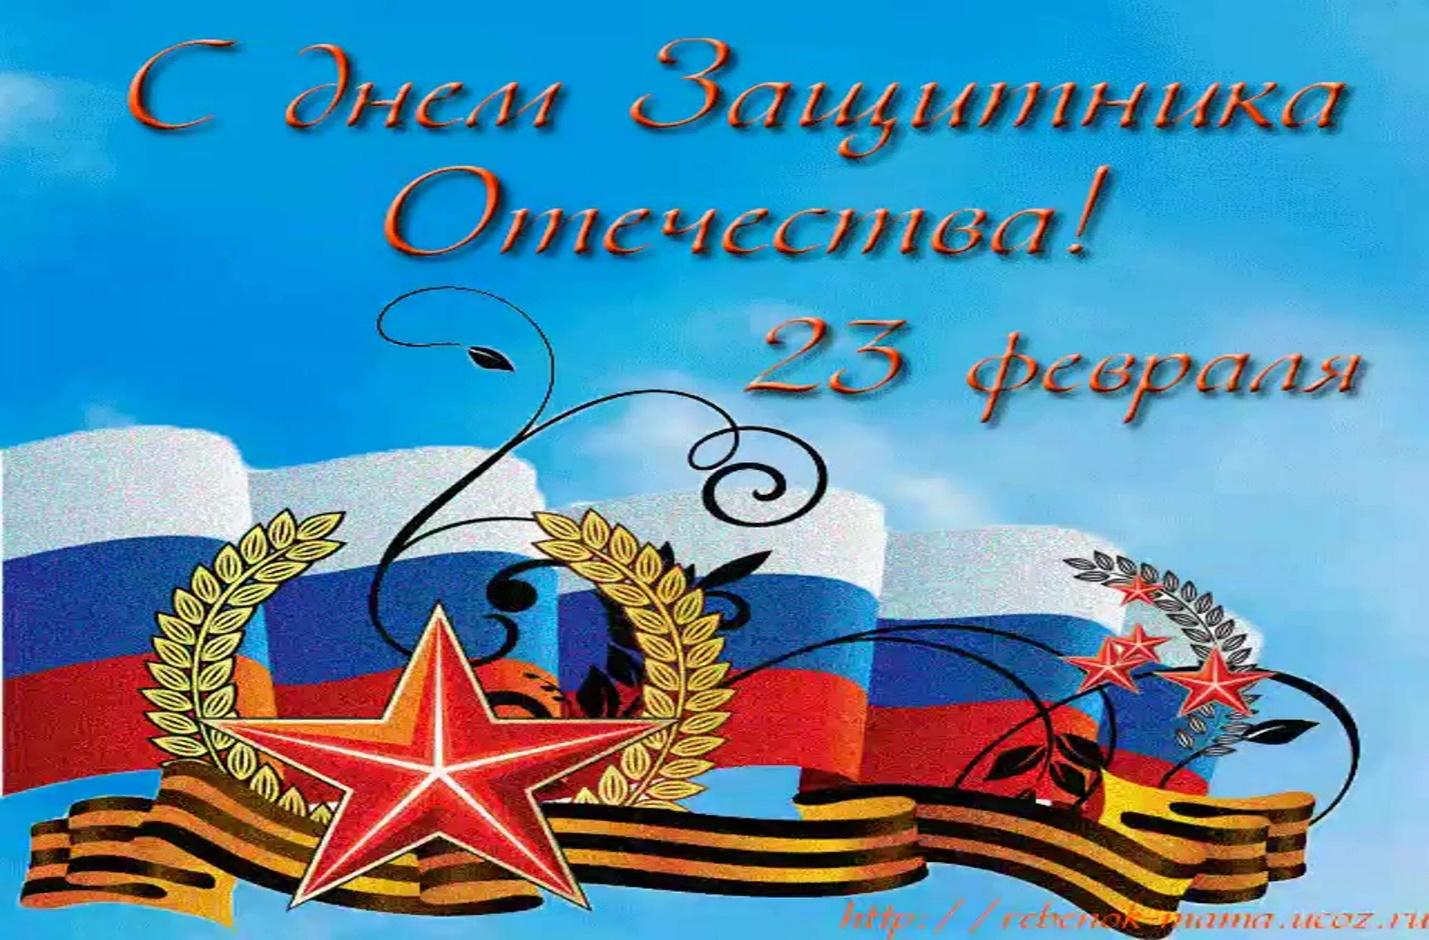 С днем Защитника
Отечества!
23 февраля
http://rebenok-mama.ucoz.ru